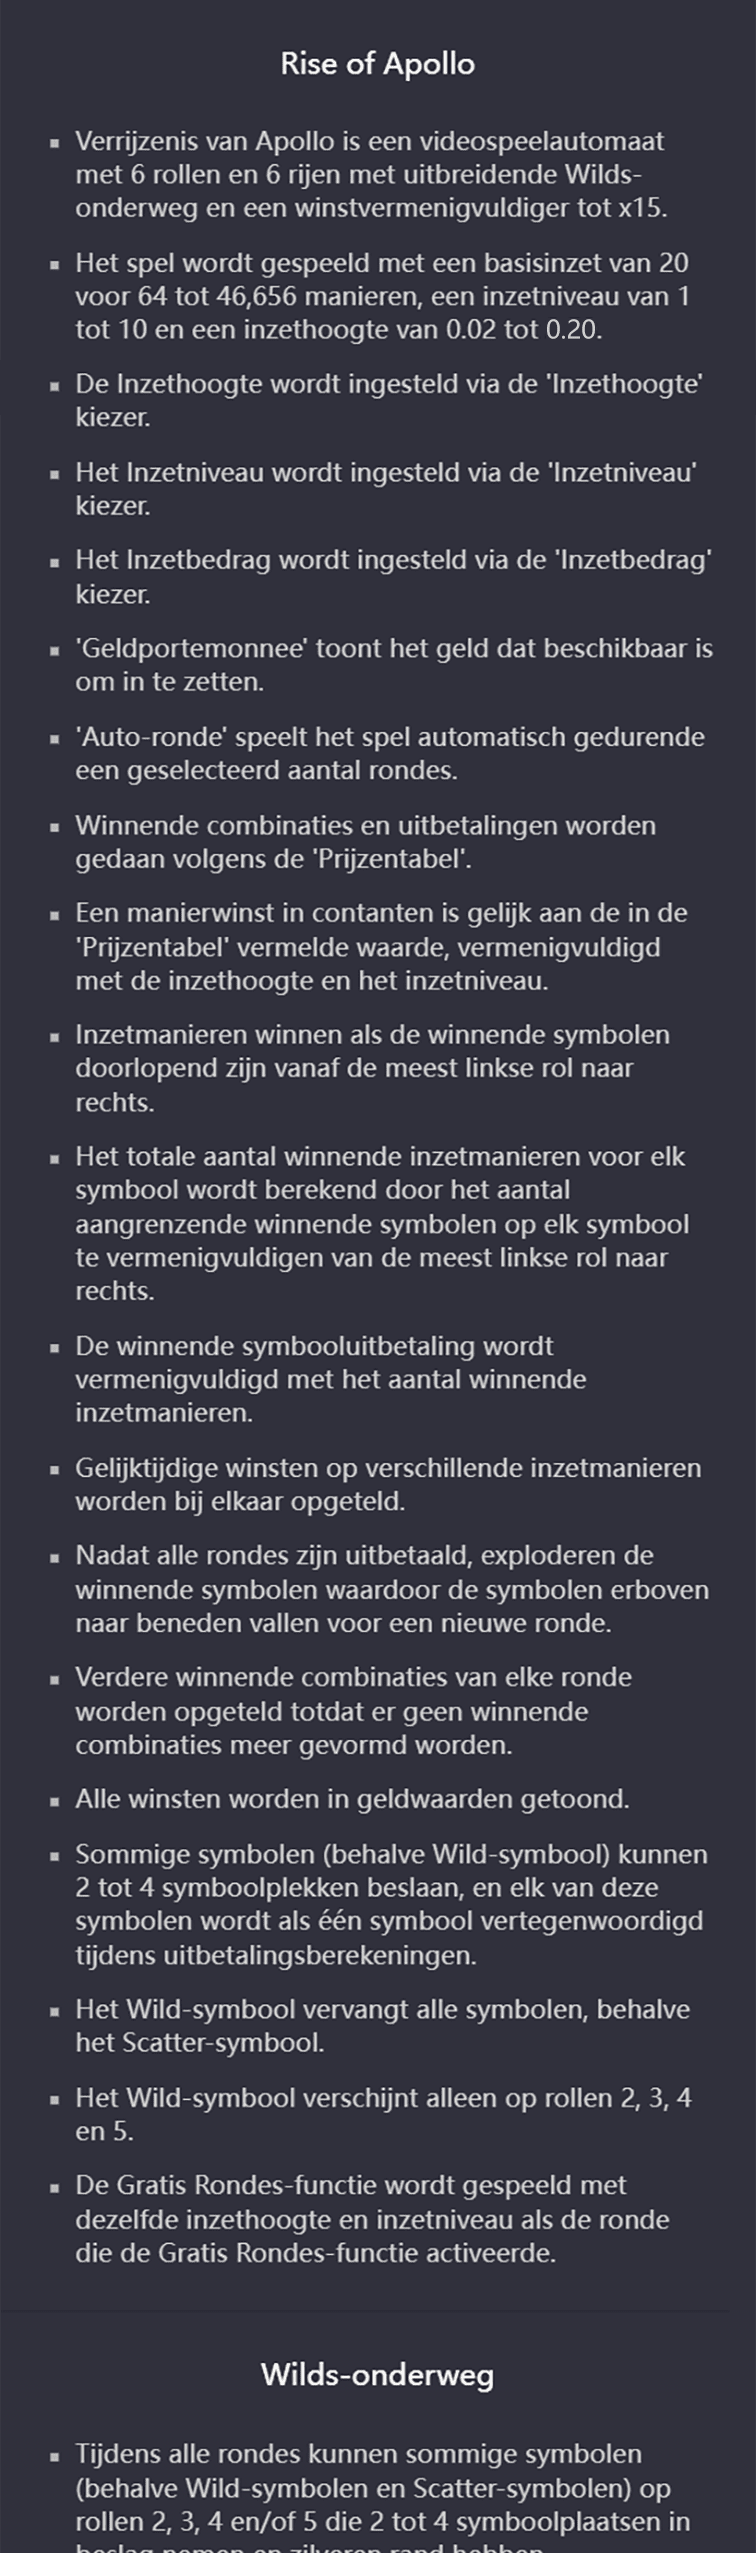 Rise of Apollo
▪ Verrijzenis van Apollo is een videospeelautomaat
met 6 rollen en 6 rijen met uitbreidende Wilds-
onderweg en een winstvermenigvuldiger tot x15.
▪ Het spel wordt gespeeld met een basisinzet van 20
voor 64 tot 46,656 manieren, een inzetniveau van 1
tot 10 en een inzethoogte van 0.02 tot 0.20.
▪ De Inzethoogte wordt ingesteld via de 'Inzethoogte'
kiezer.
▪ Het Inzetniveau wordt ingesteld via de 'Inzetniveau'
kiezer.
▪ Het Inzetbedrag wordt ingesteld via de 'Inzetbedrag'
kiezer.
▪ 'Geldportemonnee' toont het geld dat beschikbaar is
om in te zetten.
▪ 'Auto-ronde' speelt het spel automatisch gedurende
een geselecteerd aantal rondes.
▪ Winnende combinaties en uitbetalingen worden
gedaan volgens de 'Prijzentabel'.
▪ Een manierwinst in contanten is gelijk aan de in de
'Prijzentabel' vermelde waarde, vermenigvuldigd
met de inzethoogte en het inzetniveau.
▪ Inzetmanieren winnen als de winnende symbolen
doorlopend zijn vanaf de meest linkse rol naar
rechts.
▪ Het totale aantal winnende inzetmanieren voor elk
symbool wordt berekend door het aantal
aangrenzende winnende symbolen op elk symbool
te vermenigvuldigen van de meest linkse rol naar
rechts.
▪ De winnende symbooluitbetaling wordt
vermenigvuldigd met het aantal winnende
inzetmanieren.
▪ Gelijktijdige winsten op verschillende inzetmanieren
worden bij elkaar opgeteld.
▪ Nadat alle rondes zijn uitbetaald, exploderen de
winnende symbolen waardoor de symbolen erboven
naar beneden vallen voor een nieuwe ronde.
▪ Verdere winnende combinaties van elke ronde
worden opgeteld totdat er geen winnende
combinaties meer gevormd worden.
▪ Alle winsten worden in geldwaarden getoond.
▪ Sommige symbolen (behalve Wild-symbool) kunnen
2 tot 4 symboolplekken beslaan, en elk van deze
symbolen wordt als één symbool vertegenwoordigd
tijdens uitbetalingsberekeningen.
▪ Het Wild-symbool vervangt alle symbolen, behalve
het Scatter-symbool.
▪ Het Wild-symbool verschijnt alleen op rollen 2, 3, 4
en 5.
▪ De Gratis Rondes-functie wordt gespeeld met
dezelfde inzethoogte en inzetniveau als de ronde
die de Gratis Rondes-functie activeerde.
Wilds-onderweg
▪ Tijdens alle rondes kunnen sommige symbolen
(behalve Wild-symbolen en Scatter-symbolen) op
rollen 2, 3, 4 en/of 5 die 2 tot 4 symboolplaatsen in